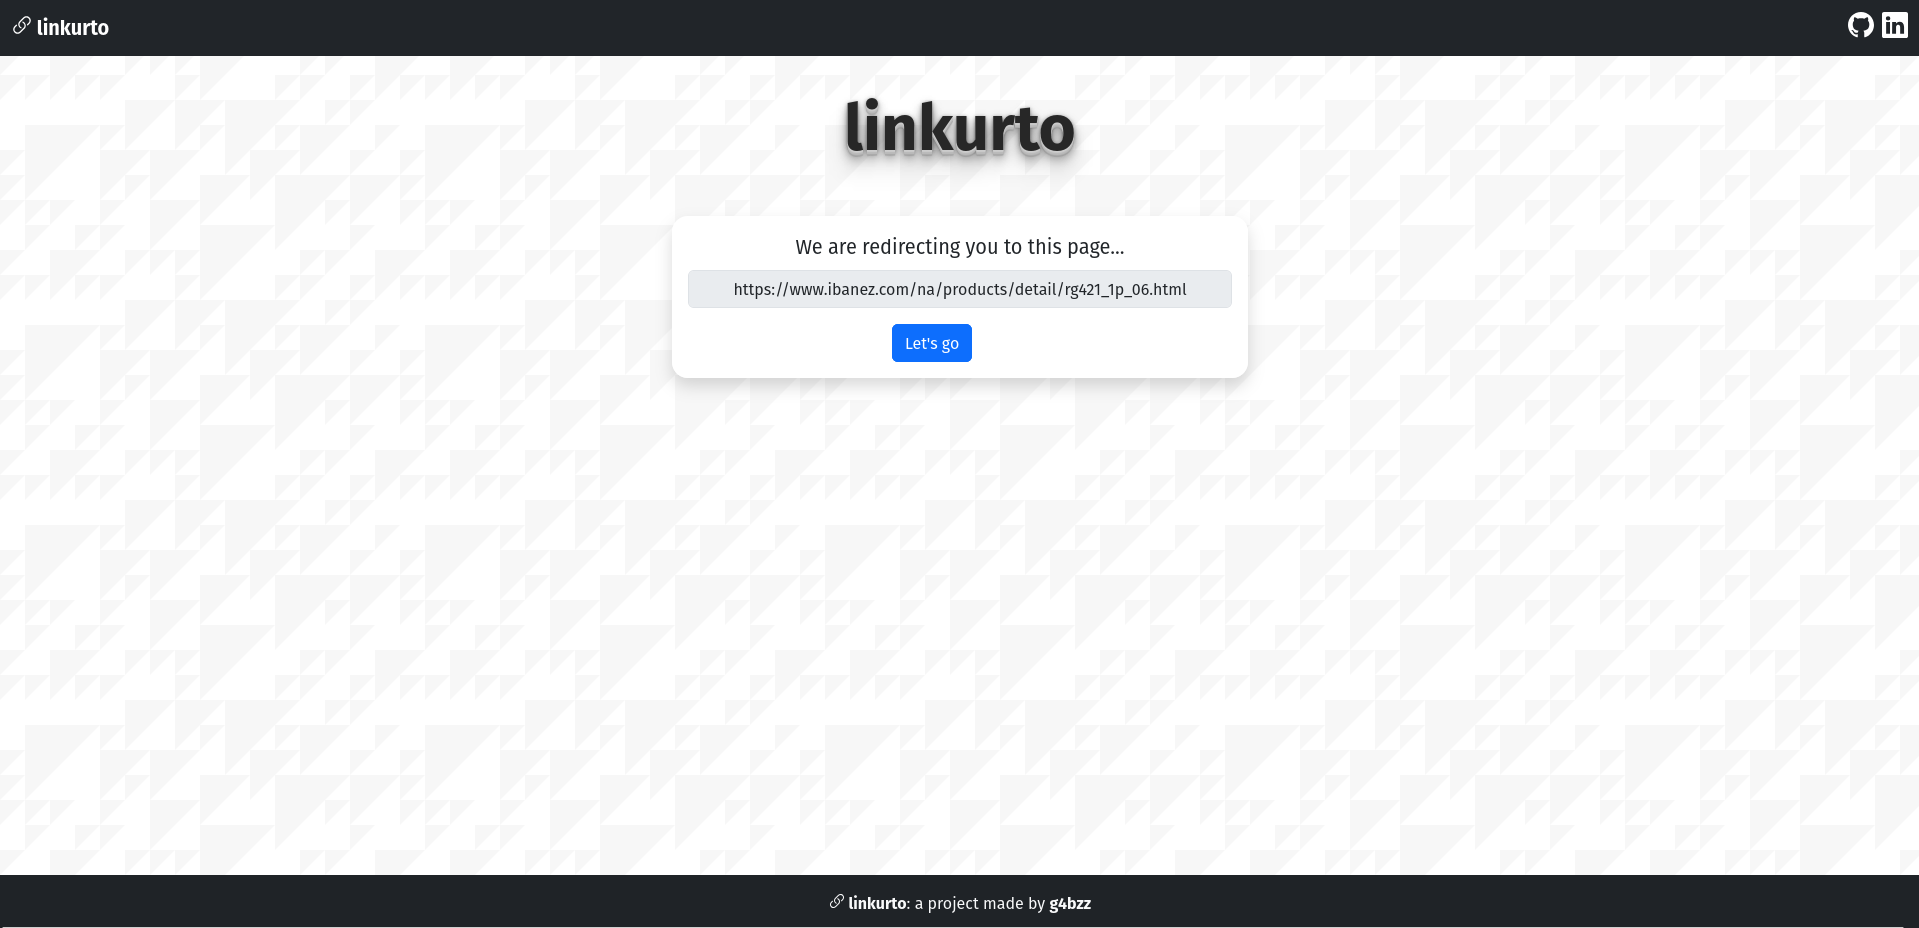 linkurto
linkurto
We are redirecting you to this page...
https://www.ibanez.com/na/products/detail/rg421_1p_06.html
Let's go
linkurto: a project made by g4bzz